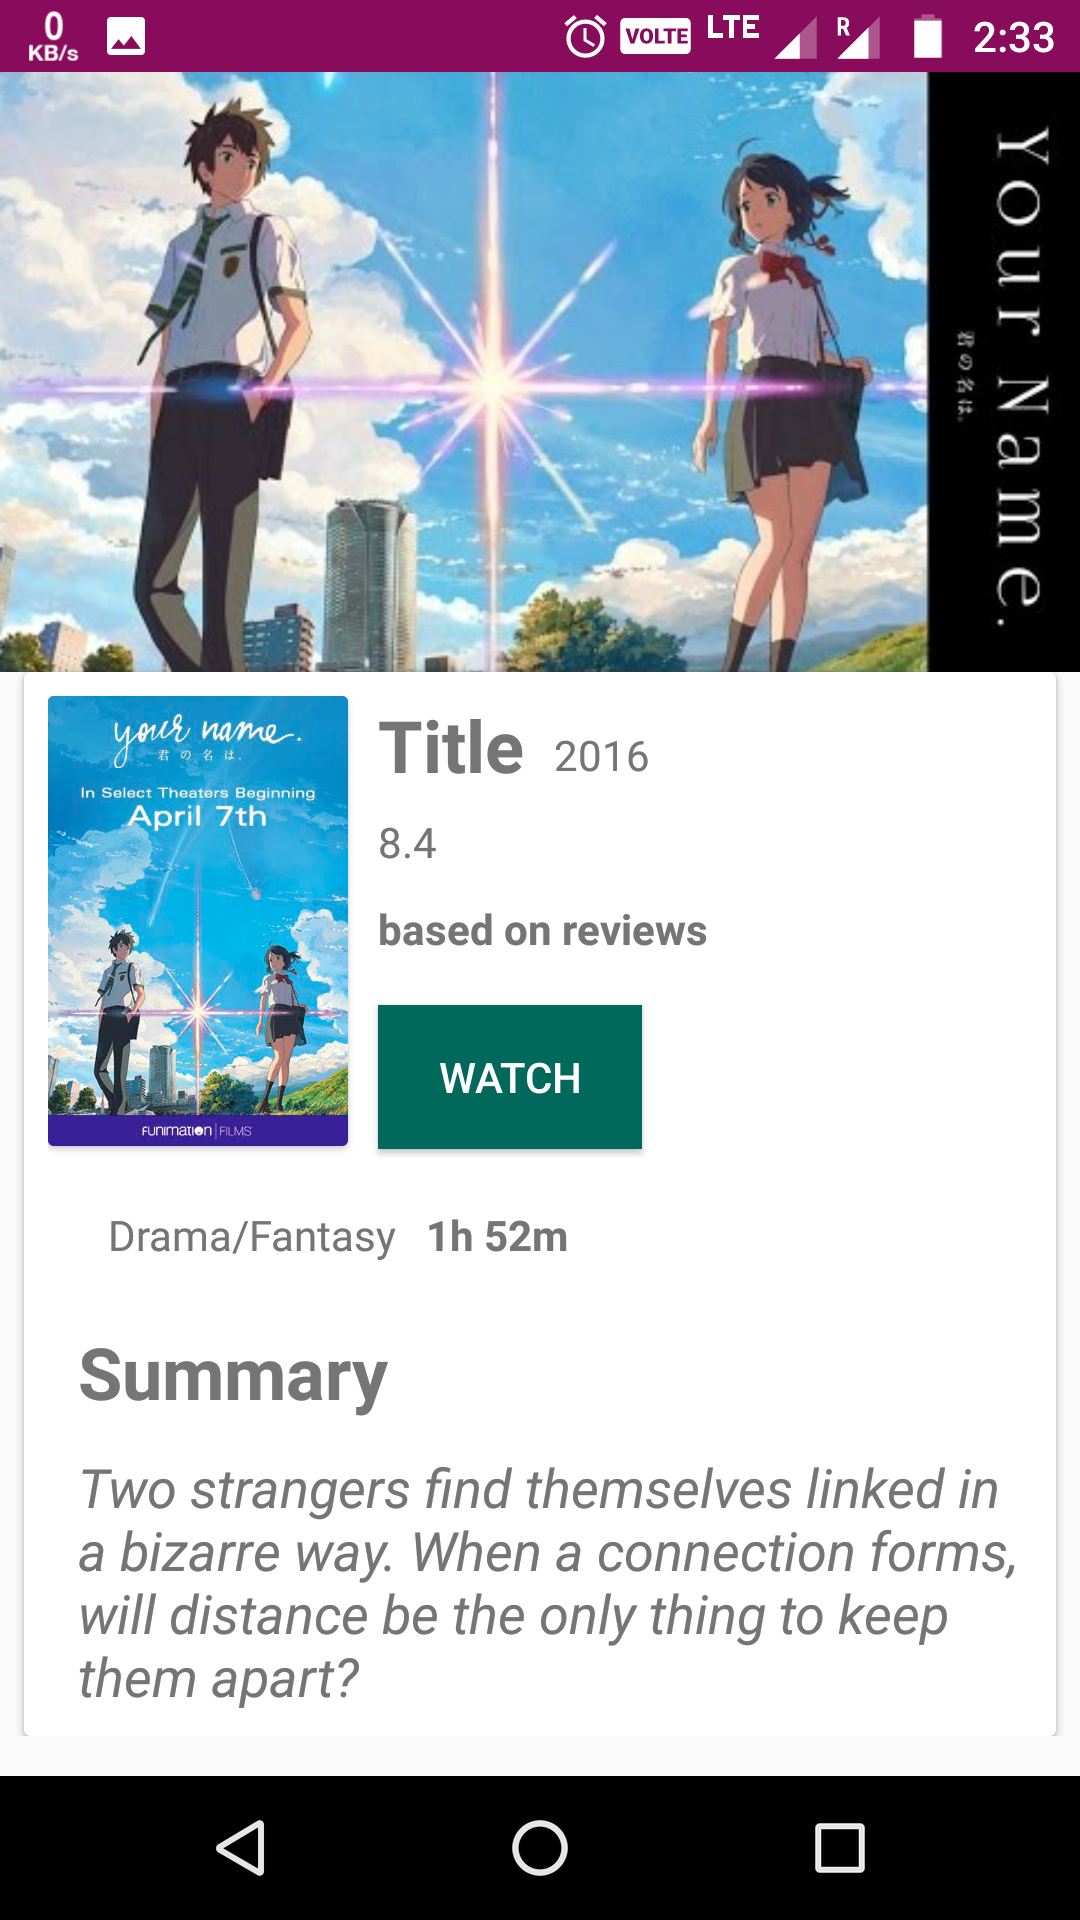 0
KB/s
VOLTE
LTE
R
2:33
Your Name.
君の名は.
your name.
君の名は.
In Select Theaters Beginning
April 7th
FUNIMATION | FILMS
Title 2016
8.4
based on reviews
WATCH
Drama/Fantasy 1h 52m
Summary
Two strangers find themselves linked in
a bizarre way. When a connection forms,
will distance be the only thing to keep
them apart?